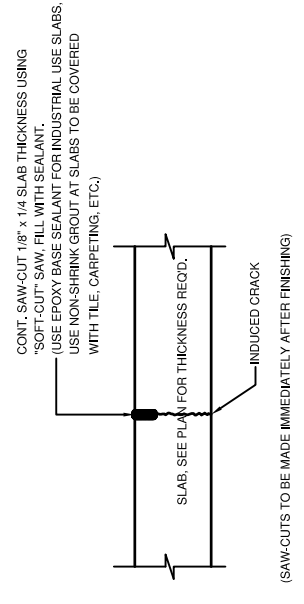 CONT. SAW-CUT 1/8" x 1/4 SLAB THICKNESS USING
"SOFT-CUT" SAW, FILL WITH SEALANT.
(USE EPOXY BASE SEALANT FOR INDUSTRIAL USE SLABS,
USE NON-SHRINK GROUT AT SLABS TO BE COVERED
WITH TILE, CARPETING, ETC.)
SLAB, SEE PLAN FOR THICKNESS REQ'D.
INDUCED CRACK
(SAW-CUTS TO BE MADE IMMEDIATELY AFTER FINISHING)